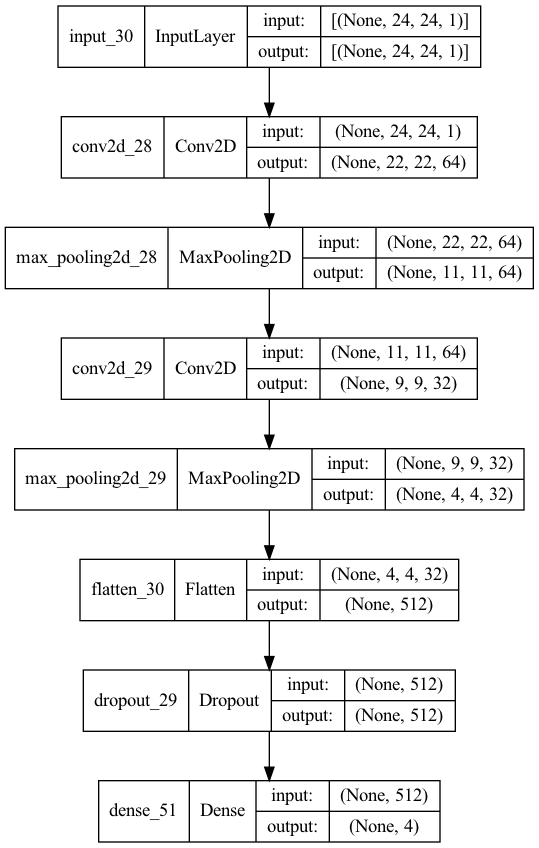 input_30 InputLayer input: [(None, 24, 24, 1)]
output: [(None, 24, 24, 1)]
conv2d_28 Conv2D input: (None, 24, 24, 1)
output: (None, 22, 22, 64)
max_pooling2d_28 MaxPooling2D input: (None, 22, 22, 64)
output: (None, 11, 11, 64)
conv2d_29 Conv2D input: (None, 11, 11, 64)
output: (None, 9, 9, 32)
max_pooling2d_29 MaxPooling2D input: (None, 9, 9, 32)
output: (None, 4, 4, 32)
flatten_30 Flatten input: (None, 4, 4, 32)
output: (None, 512)
dropout_29 Dropout input: (None, 512)
output: (None, 512)
dense_51 Dense input: (None, 512)
output: (None, 4)